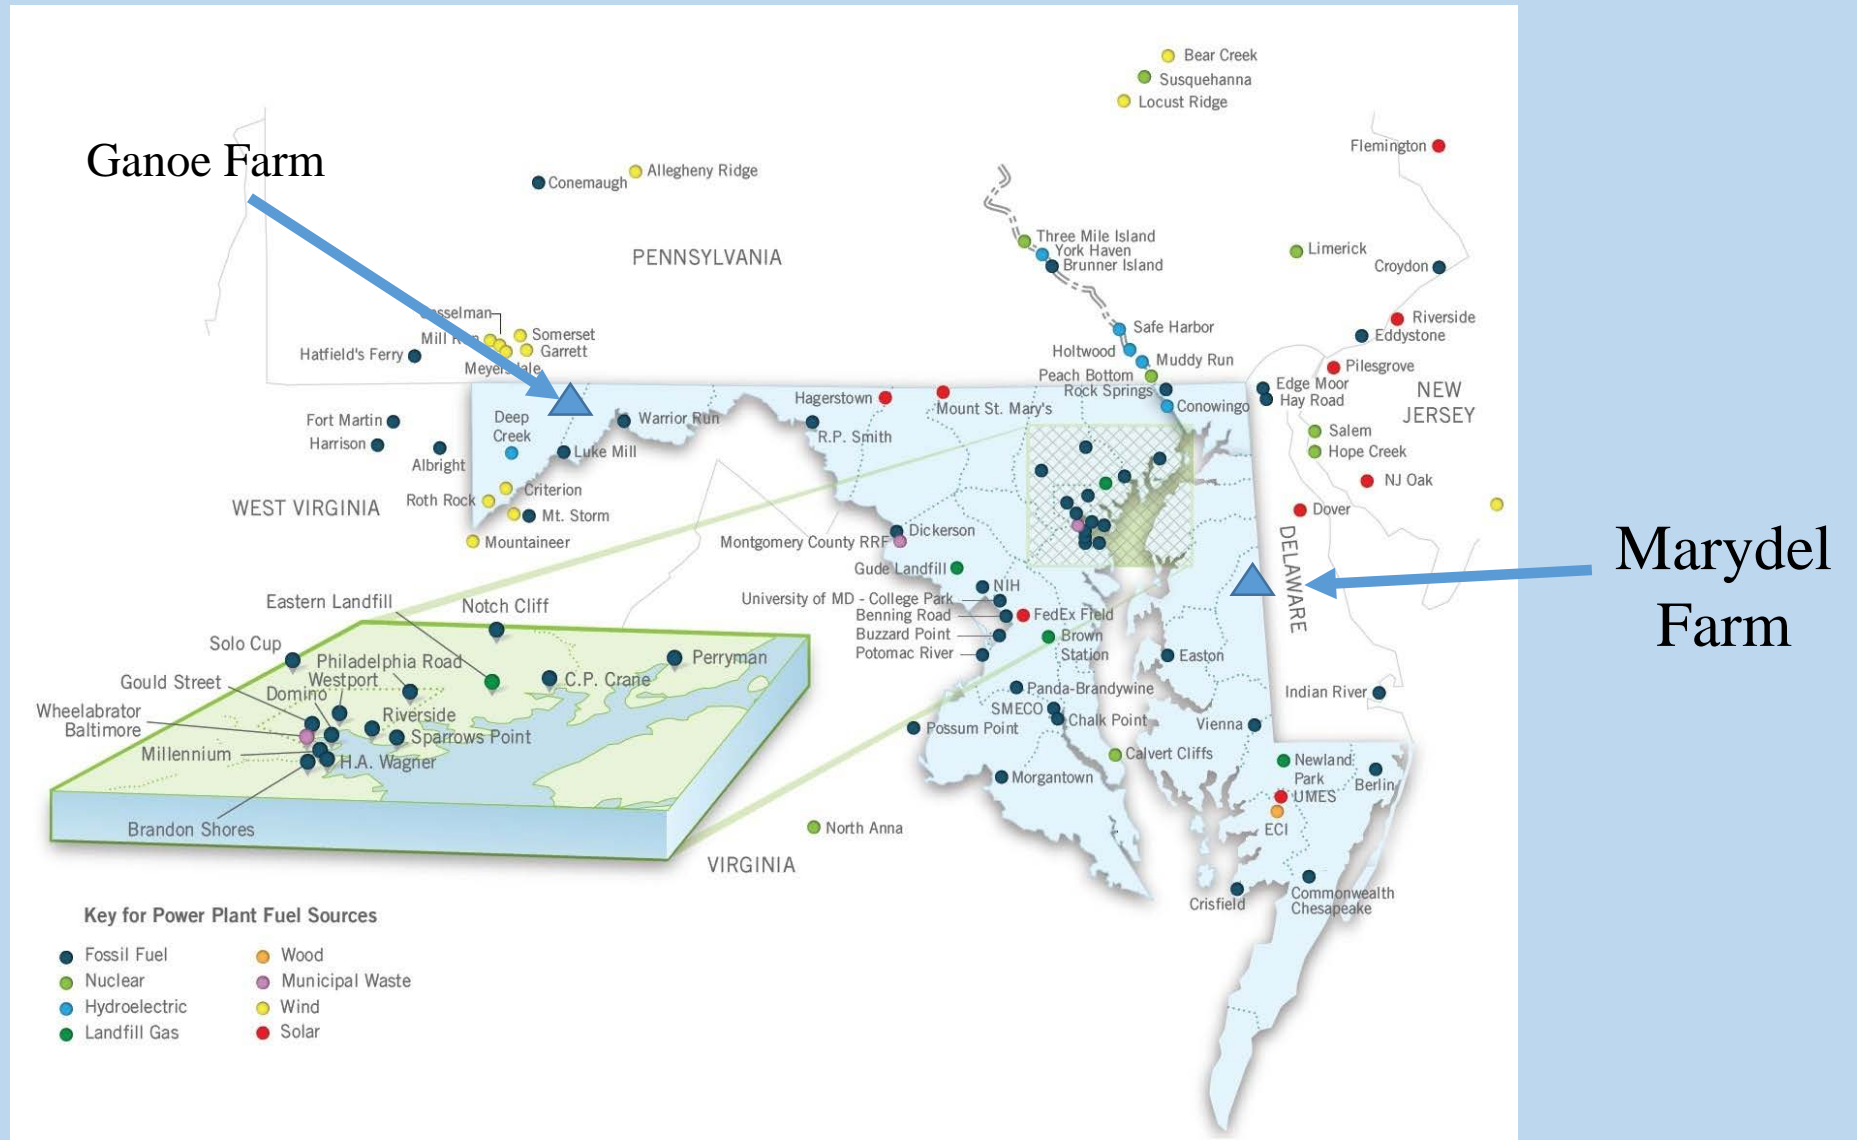 Bear Creek
Susquehanna
Locust Ridge
Flemington
Ganoe Farm
Allegheny Ridge
Conemaugh
Three Mile Island
York Haven
Brunner Island
PENNSYLVANIA
Limerick
Croydon
Riverside
Eddystone
Safe Harbor
Holtwood
Muddy Run
Peach Bottom
Rock Springs
Conowingo
Pilesgrove
Edge Moor
Hay Road
NEW
JERSEY
Somerset
Garrett
Hatfield's Ferry
Hagerstown
Mount St. Mary's
R.P. Smith
Warrior Run
Deep
Creek
Luke Mill
Fort Martin
Harrison
Albright
Salem
Hope Creek
NJ Oak
Dover
Criterion
Roth Rock
Mt. Storm
WEST VIRGINIA
Mountaineer
Dickerson
Montgomery County RRF
Gude Landfill
NIH
University of MD - College Park
Benning Road
FedEx Field
Buzzard Point
Brown
Station
Potomac River
DELAWARE
Marydel
Farm
Easton
Indian River
Panda-Brandywine
SMECO
Chalk Point
Possum Point
Vienna
Calvert Cliffs
Morgantown
Newland
Park
Berlin
UMES
ECI
Commonwealth
Chesapeake
Crisfield
North Anna
VIRGINIA
Eastern Landfill
Notch Cliff
Solo Cup
Philadelphia Road
Perryman
Gould Street
Westport
Domino
C.P. Crane
Wheelabrator
Baltimore
Riverside
Sparrows Point
Millennium
H.A. Wagner
Brandon Shores
Key for Power Plant Fuel Sources
Fossil Fuel
Nuclear
Hydroelectric
Landfill Gas
Wood
Municipal Waste
Wind
Solar